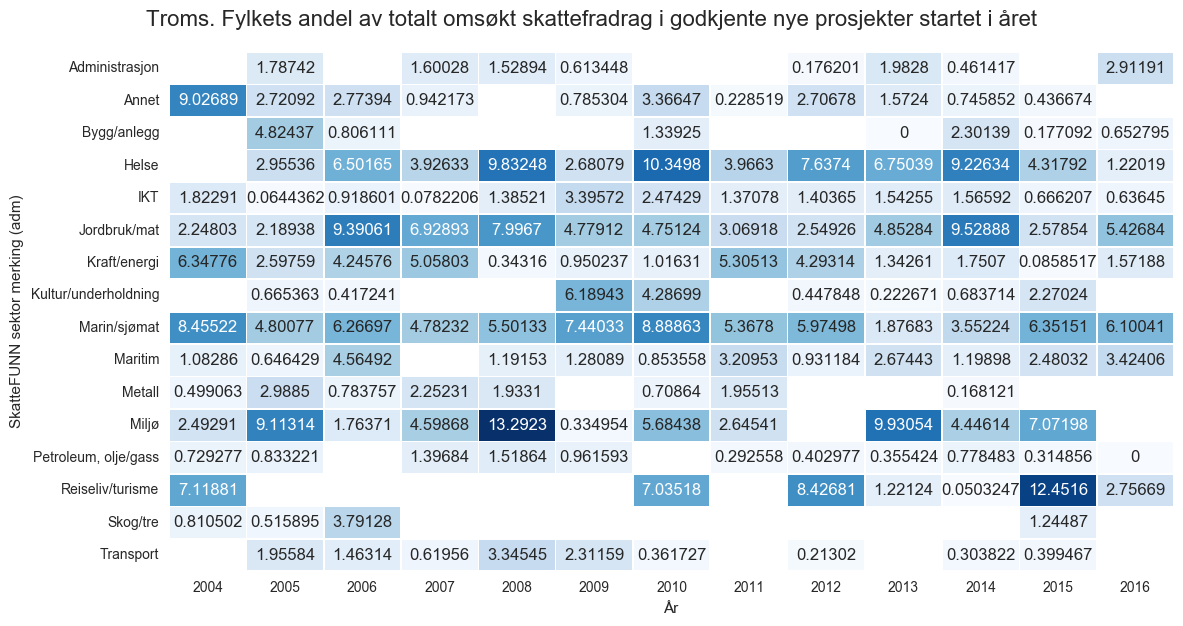 Troms. Fylkets andel av totalt omsøkt skattefradrag i godkjente nye prosjekter startet i året
SkatteFUNN sektor merking (adm)
Administrasjon 1.78742 1.60028 1.52894 0.613448 0.176201 1.9828 0.461417 2.91191
Annet 9.02689 2.72092 2.77394 0.942173 0.785304 3.36647 0.228519 2.70678 1.5724 0.745852 0.436674
Bygg/anlegg 4.82437 0.806111 1.33925 0 2.30139 0.177092 0.652795
Helse 2.95536 6.50165 3.92633 9.83248 2.68079 10.3498 3.9663 7.6374 6.75039 9.22634 4.31792 1.22019
IKT 1.82291 0.0644362 0.918601 0.0782206 1.38521 3.39572 2.47429 1.37078 1.40365 1.54255 1.56592 0.666207 0.63645
Jordbruk/mat 2.24803 2.18938 9.39061 6.92893 7.9967 4.77912 4.75124 3.06918 2.54926 4.85284 9.52888 2.57854 5.42684
Kraft/energi 6.34776 2.59759 4.24576 5.05803 0.34316 0.950237 1.01631 5.30513 4.29314 1.34261 1.7507 0.0858517 1.57188
Kultur/underholdning 0.665363 0.417241 6.18943 4.28699 0.447848 0.222671 0.683714 2.27024
Marin/sjømat 8.45522 4.80077 6.26697 4.78232 5.50133 7.44033 8.88863 5.3678 5.97498 1.87683 3.55224 6.35151 6.10041
Maritim 1.08286 0.646429 4.56492 1.19153 1.28089 0.853558 3.20953 0.931184 2.67443 1.19898 2.48032 3.42406
Metall 0.499063 2.9885 0.783757 2.25231 1.9331 0.70864 1.95513 0.168121
Miljø 2.49291 9.11314 1.76371 4.59868 13.2923 0.334954 5.68438 2.64541 9.93054 4.44614 7.07198
Petroleum, olje/gass 0.729277 0.833221 1.39684 1.51864 0.961593 0.292558 0.402977 0.355424 0.778483 0.314856 0
Reiseliv/turisme 7.11881 7.03518 8.42681 1.22124 0.0503247 12.4516 2.75669
Skog/tre 0.810502 0.515895 3.79128 1.24487
Transport 1.95584 1.46314 0.61956 3.34545 2.31159 0.361727 0.21302 0.303822 0.399467
2004 2005 2006 2007 2008 2009 2010 2011 2012 2013 2014 2015 2016
År